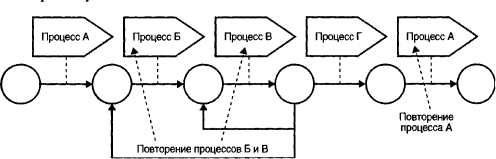 Процесс А
Процесс Б
Процесс В
Процесс Г
Процесс А
Повторение
процесса А
Повторение процессов Б и В